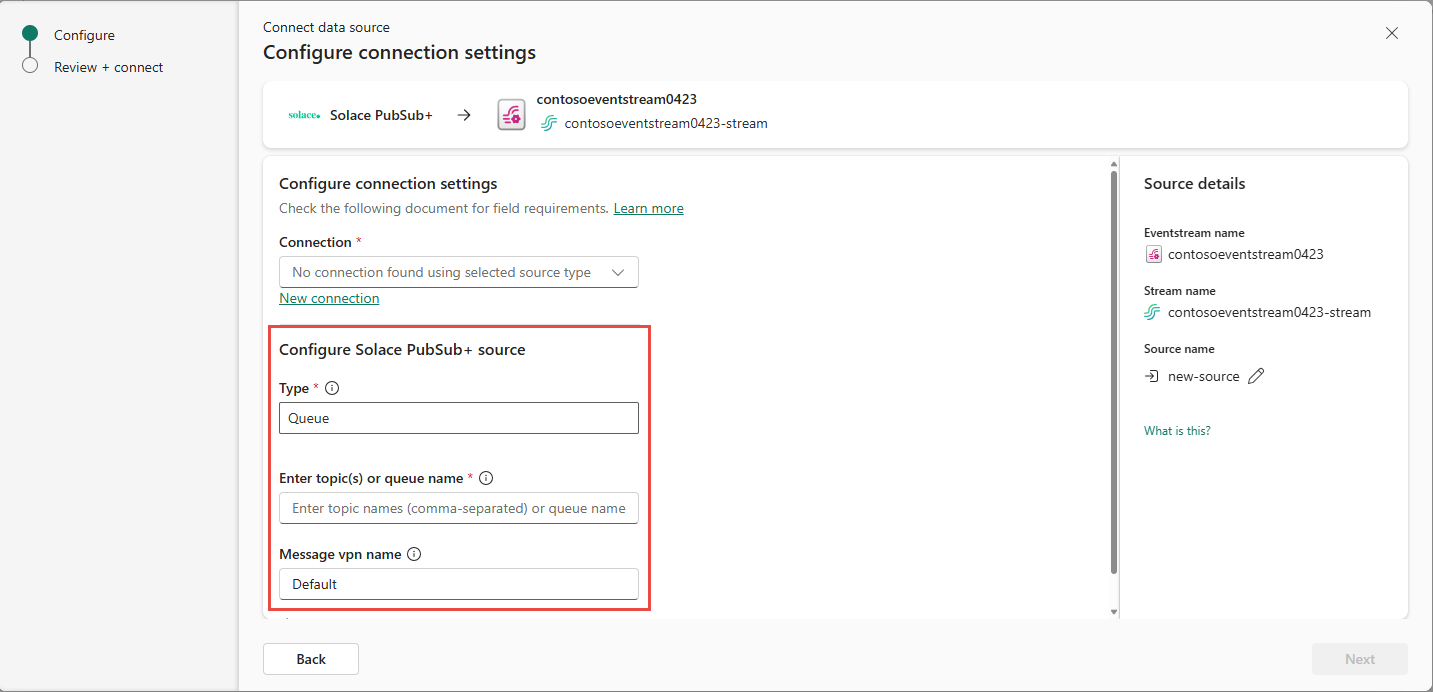 Configure
Review + connect
Connect data source
Configure connection settings
solace.
Solace PubSub+
contosoeventstream0423
contosoeventstream0423-stream
Configure connection settings
Check the following document for field requirements. Learn more
Connection *
No connection found using selected source type
New connection
Configure Solace PubSub+ source
Type *
Queue
Enter topic(s) or queue name *
Enter topic names (comma-separated) or queue name
Message vpn name
Default
Source details
Eventstream name
contosoeventstream0423
Stream name
contosoeventstream0423-stream
Source name
new-source
What is this?
Back
Next